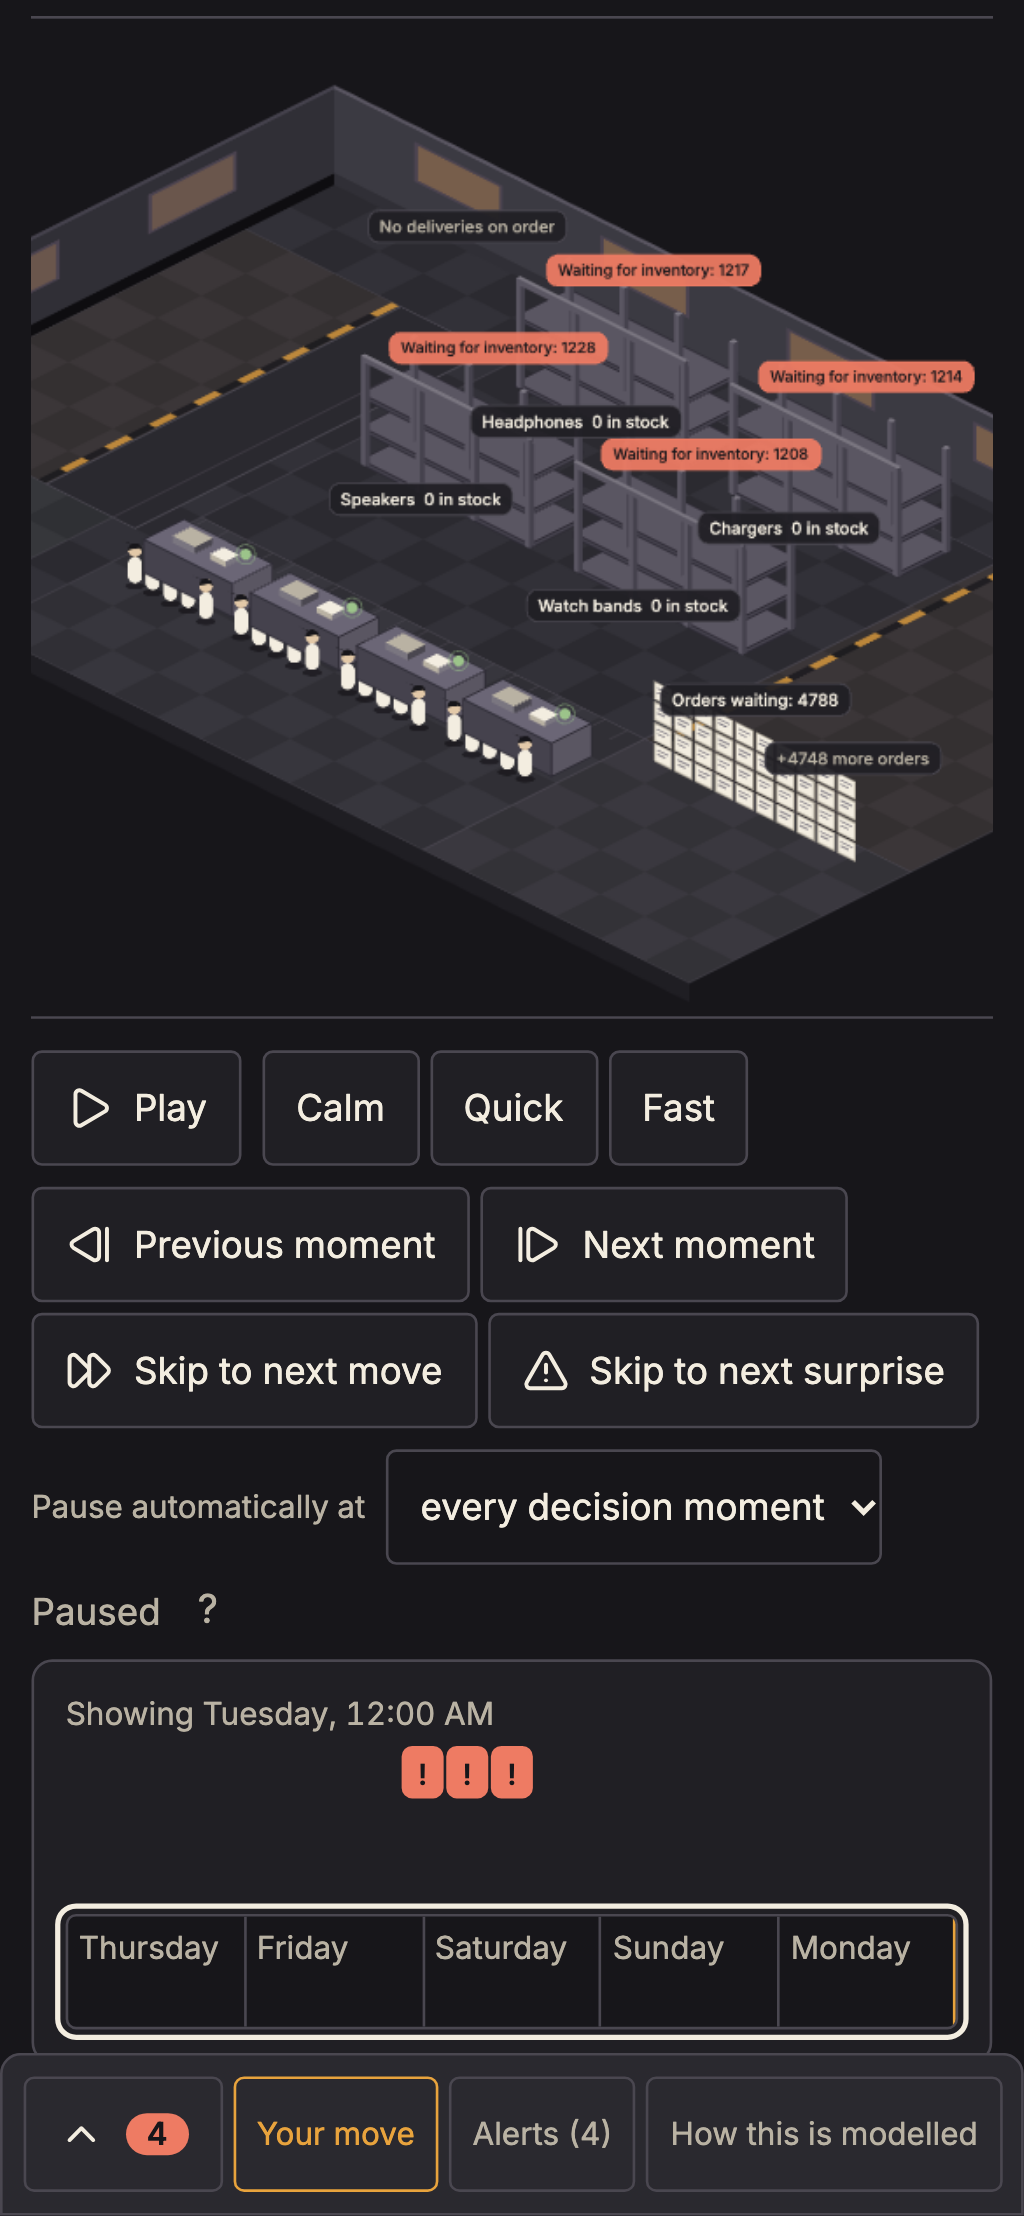 No deliveries on order
Waiting for inventory: 1217
Waiting for inventory: 1228
Waiting for inventory: 1214
Headphones 0 in stock
Waiting for inventory: 1208
Speakers 0 in stock
Chargers 0 in stock
Watch bands 0 in stock
Orders waiting: 4788
+4748 more orders
Play
Calm
Quick
Fast
Previous moment
Next moment
Skip to next move
Skip to next surprise
Pause automatically at
every decision moment
Paused ?
Showing Tuesday, 12:00 AM
! ! !
Thursday
Friday
Saturday
Sunday
Monday
4
Your move
Alerts (4)
How this is modelled